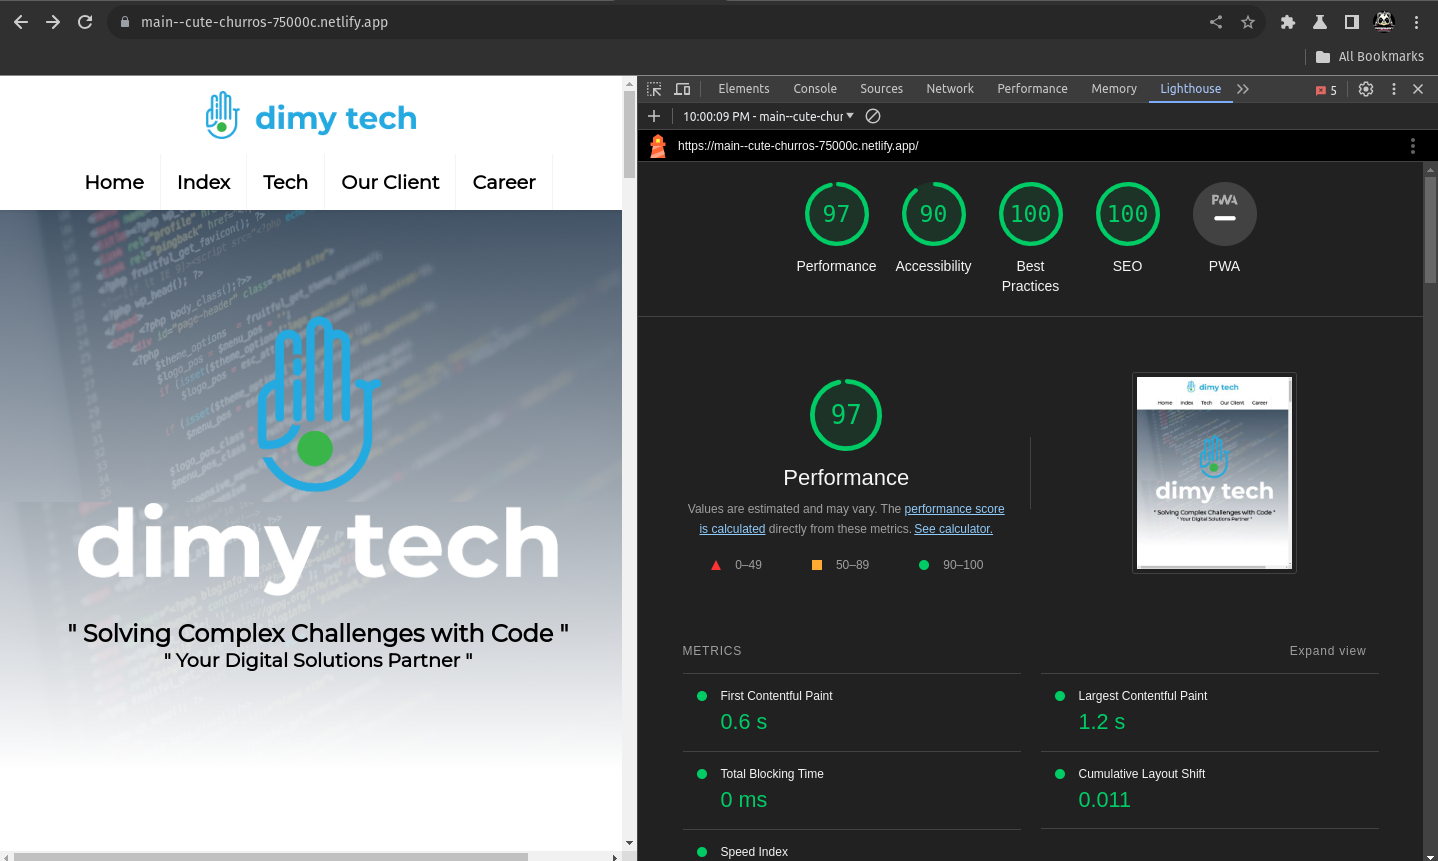 main--cute-churros-75000c.netlify.app
All Bookmarks
dimy tech
Home
Index
Tech
Our Client
Career
dimy tech
" Solving Complex Challenges with Code "
" Your Digital Solutions Partner "
Elements
Console
Sources
Network
Performance
Memory
Lighthouse
5
10:00:09 PM - main--cute-chur
https://main--cute-churros-75000c.netlify.app/
97
90
100
100
PWA
Performance
Accessibility
Best
Practices
SEO
PWA
97
Performance
Values are estimated and may vary. The performance score
is calculated directly from these metrics. See calculator.
0–49
50–89
90–100
dimy tech
Home
Index
Tech
Our Client
Career
dimy tech
" Solving Complex Challenges with Code "
" Your Digital Solutions Partner "
METRICS
Expand view
First Contentful Paint
0.6 s
Largest Contentful Paint
1.2 s
Total Blocking Time
0 ms
Cumulative Layout Shift
0.011
Speed Index